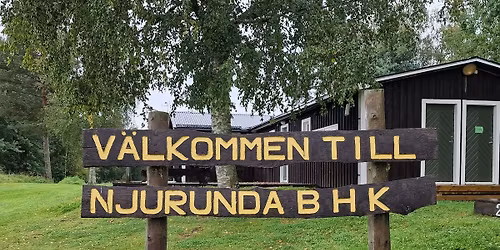 VÄLKOMMEN TILL
NJURUNDA BHK